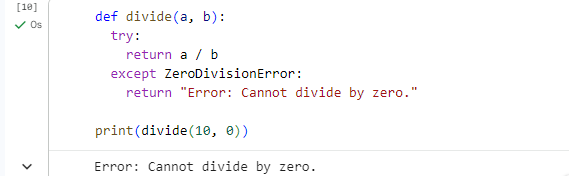 [10]
0s
def divide(a, b):
  try:
    return a / b
  except ZeroDivisionError:
    return "Error: Cannot divide by zero."

print(divide(10, 0))
Error: Cannot divide by zero.